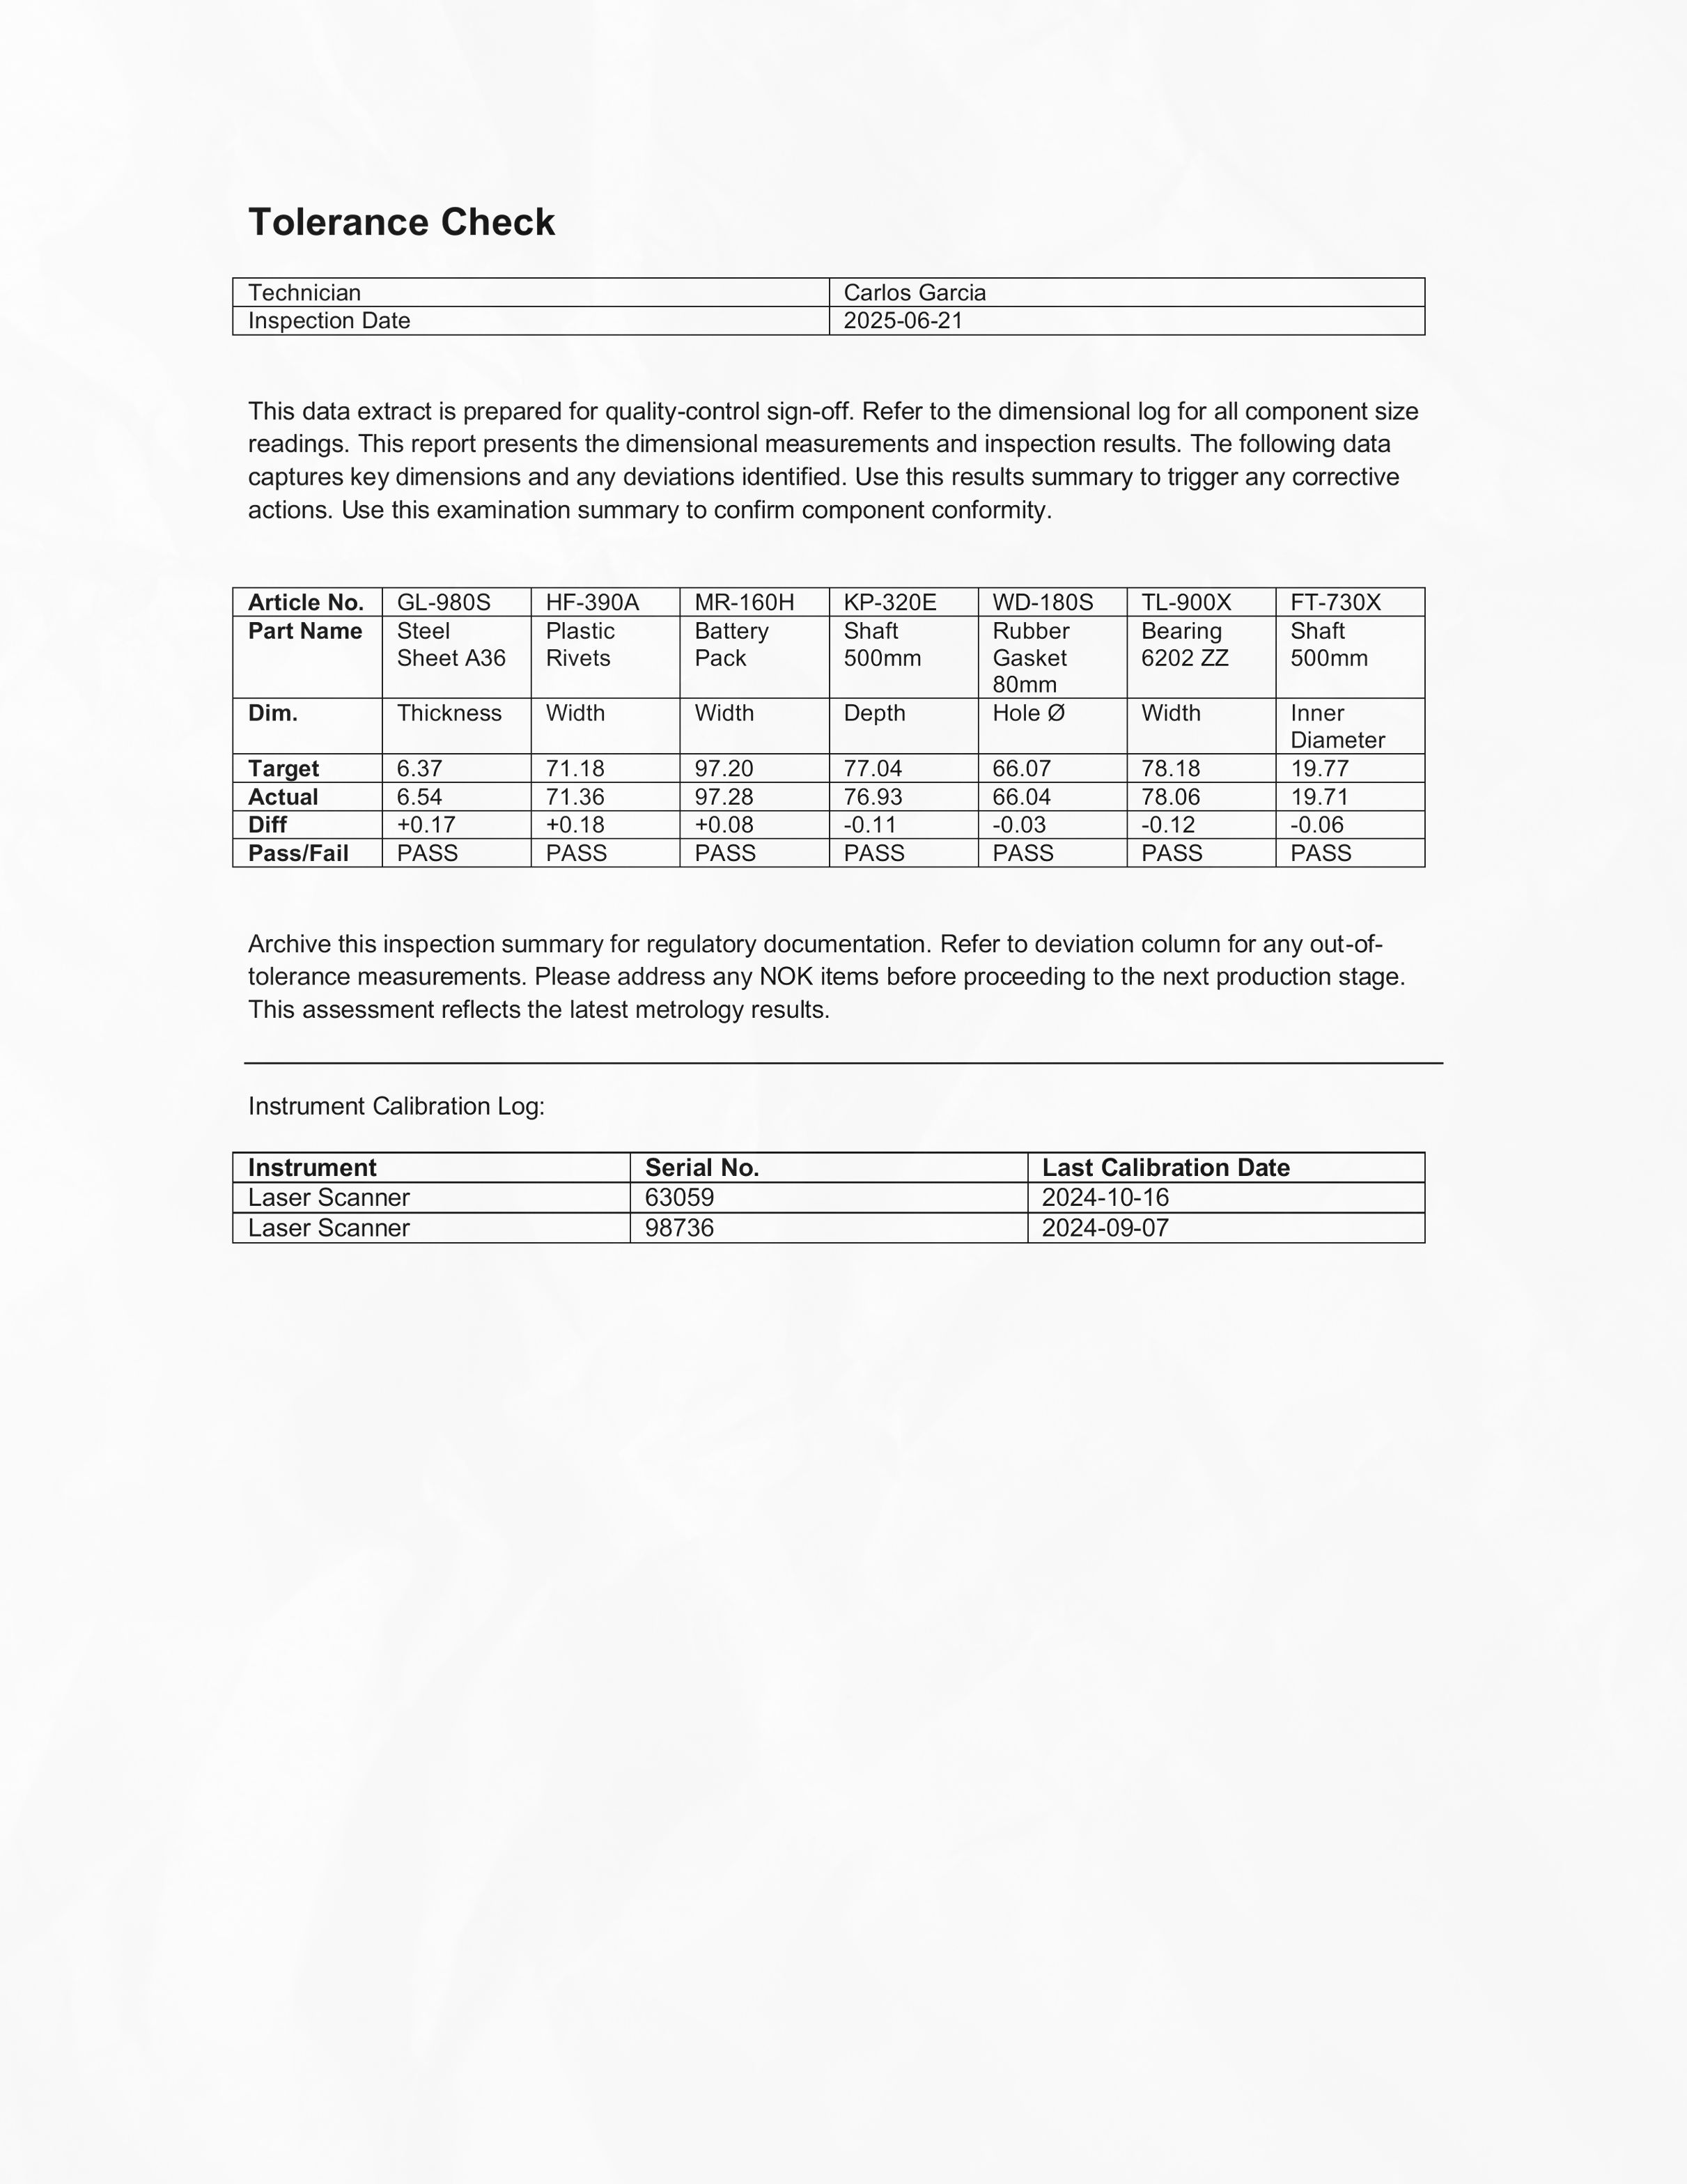 Tolerance Check
Technician Carlos Garcia
Inspection Date 2025-06-21
This data extract is prepared for quality-control sign-off. Refer to the dimensional log for all component size
readings. This report presents the dimensional measurements and inspection results. The following data
captures key dimensions and any deviations identified. Use this results summary to trigger any corrective
actions. Use this examination summary to confirm component conformity.
Article No. GL-980S HF-390A MR-160H KP-320E WD-180S TL-900X FT-730X
Part Name Steel Plastic Battery Shaft Rubber Bearing Shaft
Sheet A36 Rivets Pack 500mm Gasket 6202 ZZ 500mm
80mm
Dim. Thickness Width Width Depth Hole Ø Width Inner
Diameter
Target 6.37 71.18 97.20 77.04 66.07 78.18 19.77
Actual 6.54 71.36 97.28 76.93 66.04 78.06 19.71
Diff +0.17 +0.18 +0.08 -0.11 -0.03 -0.12 -0.06
Pass/Fail PASS PASS PASS PASS PASS PASS PASS
Archive this inspection summary for regulatory documentation. Refer to deviation column for any out-of-
tolerance measurements. Please address any NOK items before proceeding to the next production stage.
This assessment reflects the latest metrology results.
Instrument Calibration Log:
Instrument Serial No. Last Calibration Date
Laser Scanner 63059 2024-10-16
Laser Scanner 98736 2024-09-07